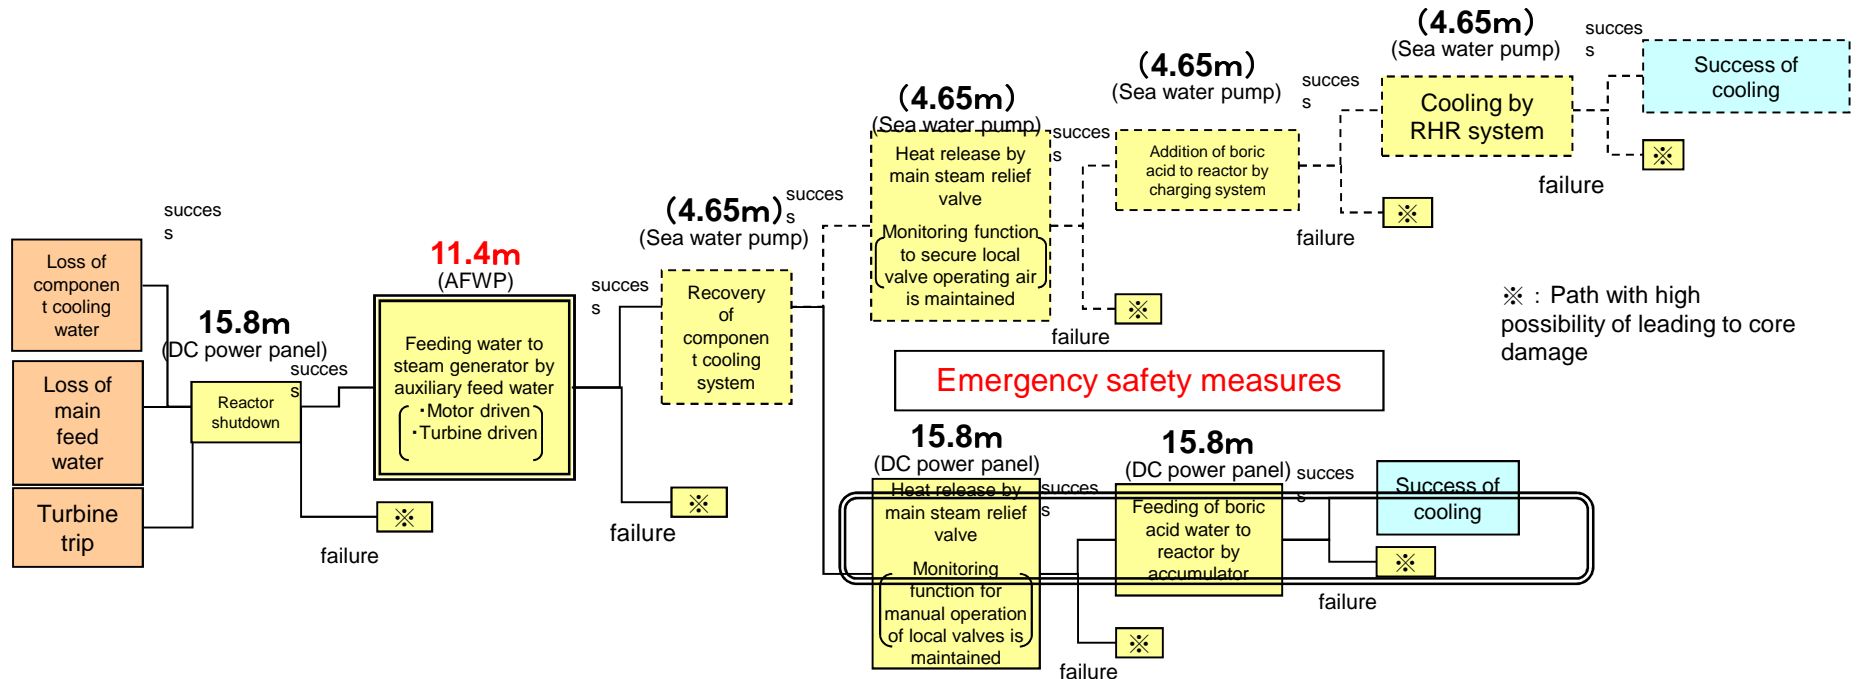 Loss of
componen
t cooling
water
Loss of
main
feed
water
Turbine
trip
succes
s
15.8m
(DC power panel)
Reactor
shutdown
succes
s
※
failure
11.4m
(AFWP)
Feeding water to
steam generator by
auxiliary feed water
・Motor driven
・Turbine driven
succes
s
※
failure
(4.65m)
(Sea water pump)
Recovery
of
componen
t cooling
system
succes
s
(4.65m)
(Sea water pump)
Heat release by
main steam relief
valve
Monitoring function
to secure local
valve operating air
is maintained
succes
s
※
failure
(4.65m)
(Sea water pump)
Addition of boric
acid to reactor by
charging system
succes
s
※
failure
(4.65m)
(Sea water pump)
Cooling by
RHR system
succes
s
Success of
cooling
※
failure
※ : Path with high
possibility of leading to core
damage
Emergency safety measures
15.8m
(DC power panel)
Heat release by
main steam relief
valve
Monitoring
function for
manual operation
of local valves is
maintained
succes
s
※
failure
15.8m
(DC power panel)
Feeding of boric
acid water to
reactor by
accumulator
succes
s
Success of
cooling
※
failure